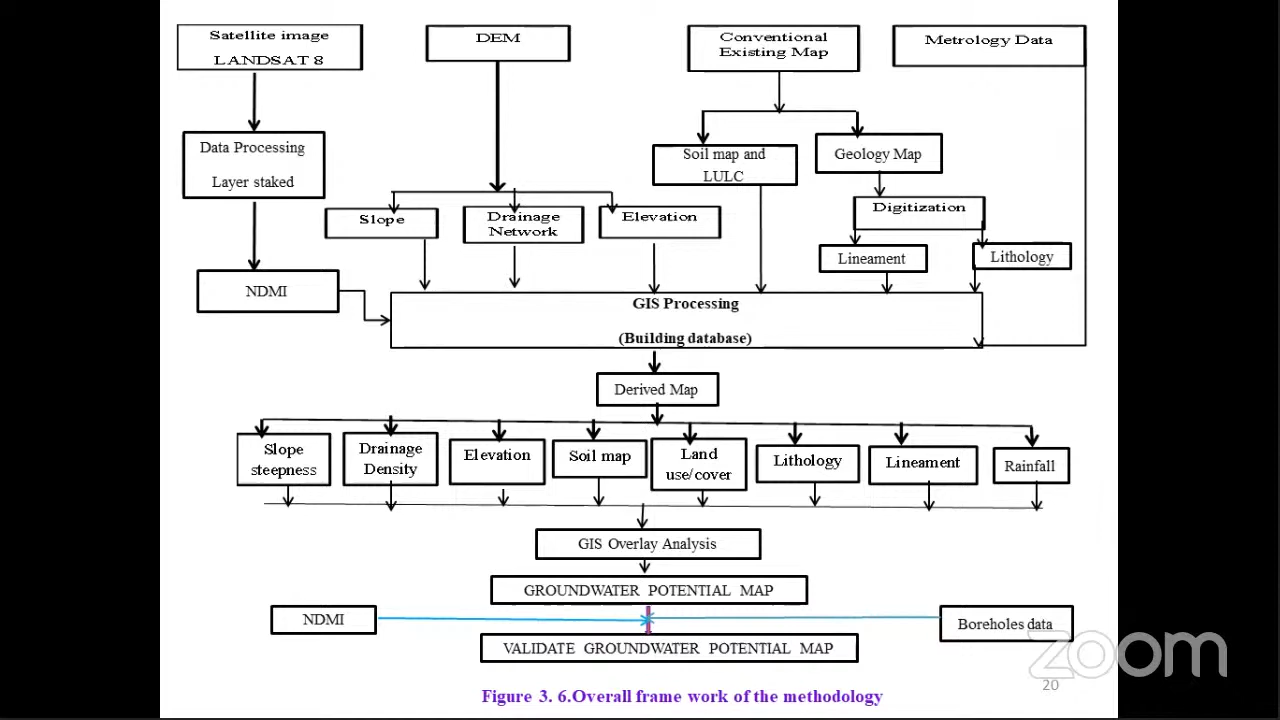 Satellite image
LANDSAT 8
DEM
Conventional
Existing Map
Metrology Data
Data Processing
Layer staked
Soil map and
LULC
Geology Map
Digitization
Slope
Drainage
Network
Elevation
Lineament
Lithology
NDMI
GIS Processing
(Building database)
Derived Map
Slope
steepness
Drainage
Density
Elevation
Soil map
Land
use/cover
Lithology
Lineament
Rainfall
GIS Overlay Analysis
GROUNDWATER POTENTIAL MAP
NDMI
Boreholes data
VALIDATE GROUNDWATER POTENTIAL MAP
zoom
20
Figure 3. 6.Overall frame work of the methodology